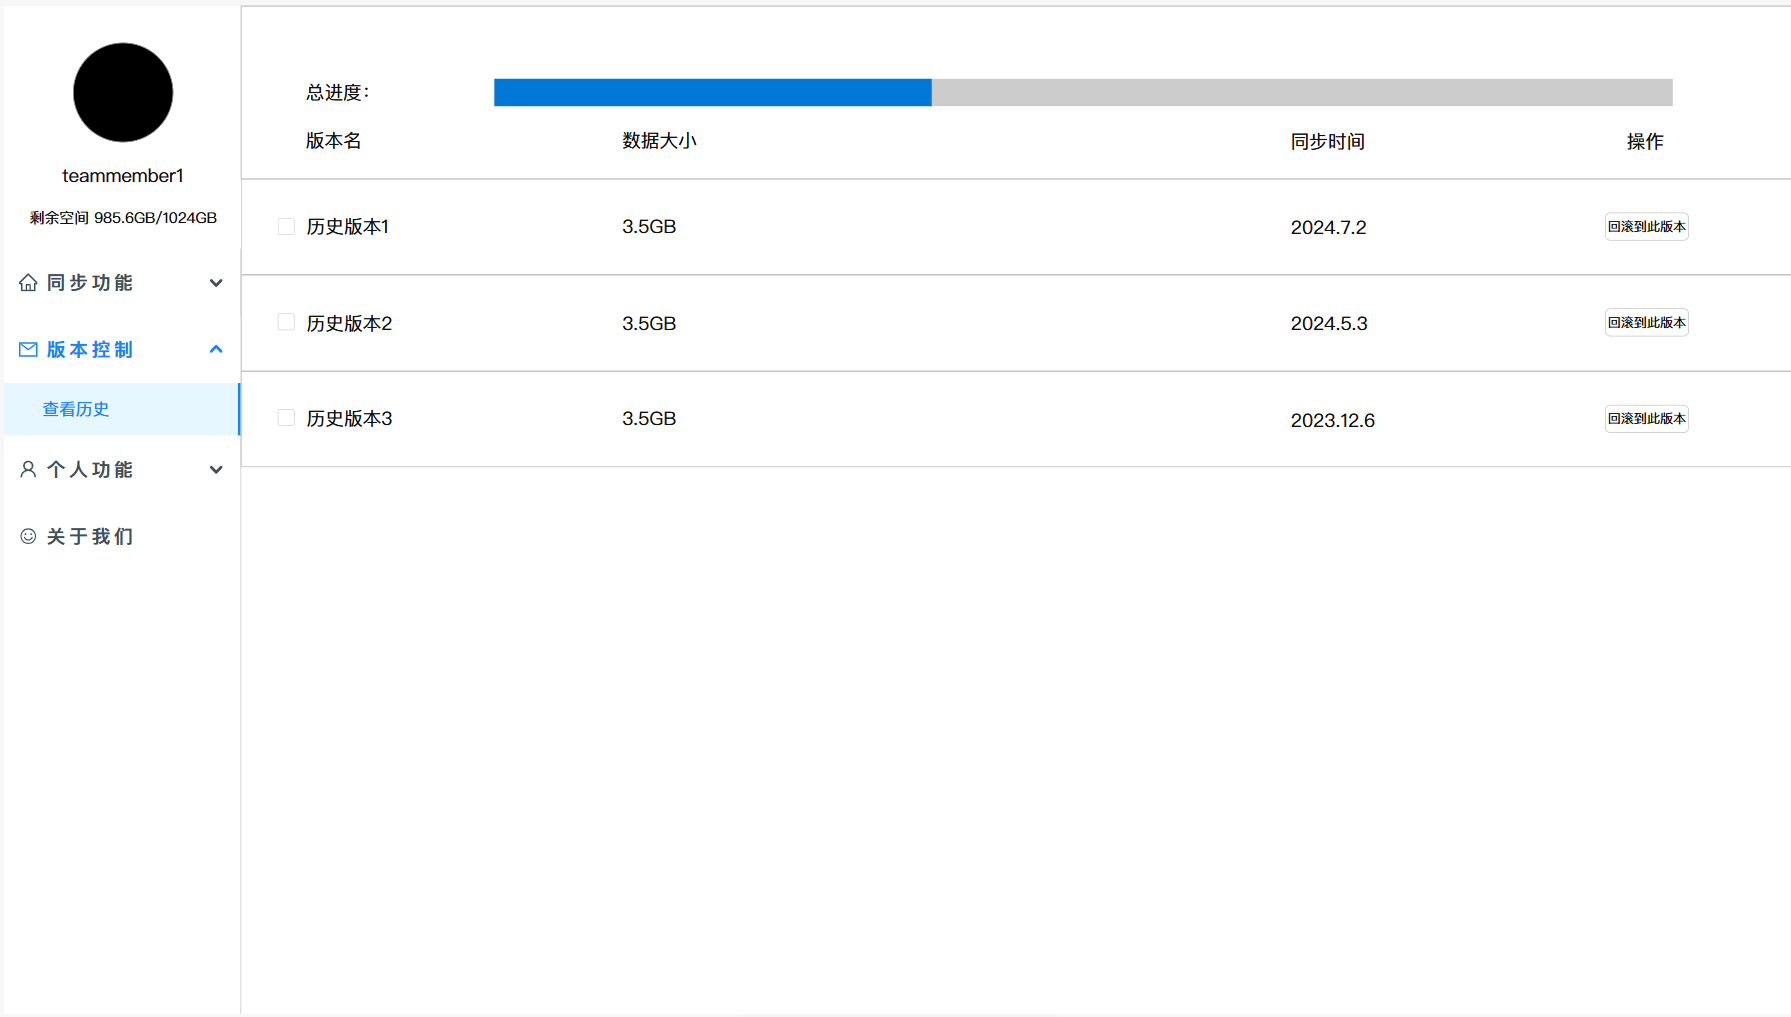 teammember1
剩余空间 985.6GB/1024GB
同步功能
版本控制
查看历史
个人功能
关于我们
总进度：
版本名 数据大小 同步时间 操作
历史版本1 3.5GB 2024.7.2 回滚到此版本
历史版本2 3.5GB 2024.5.3 回滚到此版本
历史版本3 3.5GB 2023.12.6 回滚到此版本